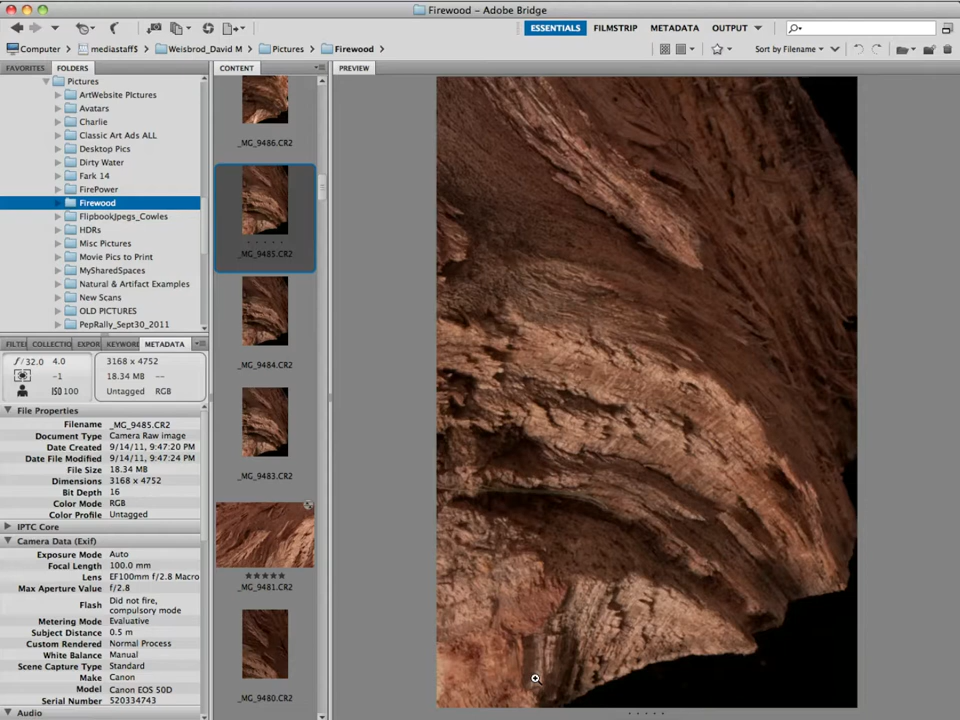 Firewood – Adobe Bridge
ESSENTIALS FILMSTRIP METADATA OUTPUT
Computer mediastaff$ Weisbrod_David M Pictures Firewood
Sort by Filename
FAVORITES FOLDERS
Pictures
ArtWebsite Pictures
Avatars
Charlie
Classic Art Ads ALL
Desktop Pics
Dirty Water
Fark 14
FirePower
Firewood
FlipbookJpegs_Cowles
HDRs
Misc Pictures
Movie Pics to Print
MySharedSpaces
Natural & Artifact Examples
New Scans
OLD PICTURES
PepRally_Sept30_2011
FILTE COLLECTIO EXPOR KEYWOR METADATA
f/32.0 4.0
-1
ISO100
3168 x 4752
18.34 MB --
Untagged RGB
File Properties
Filename _MG_9485.CR2
Document Type Camera Raw image
Date Created 9/14/11, 9:47:20 PM
Date File Modified 9/14/11, 9:47:24 PM
File Size 18.34 MB
Dimensions 3168 x 4752
Bit Depth 16
Color Mode RGB
Color Profile Untagged
IPTC Core
Camera Data (Exif)
Exposure Mode Auto
Focal Length 100.0 mm
Lens EF100mm f/2.8 Macro
Max Aperture Value f/2.8
Flash Did not fire,
compulsory mode
Metering Mode Evaluative
Subject Distance 0.5 m
Custom Rendered Normal Process
White Balance Manual
Scene Capture Type Standard
Make Canon
Model Canon EOS 50D
Serial Number 520334743
Audio
CONTENT
_MG_9486.CR2
_MG_9485.CR2
_MG_9484.CR2
_MG_9483.CR2
_MG_9481.CR2
_MG_9480.CR2
PREVIEW